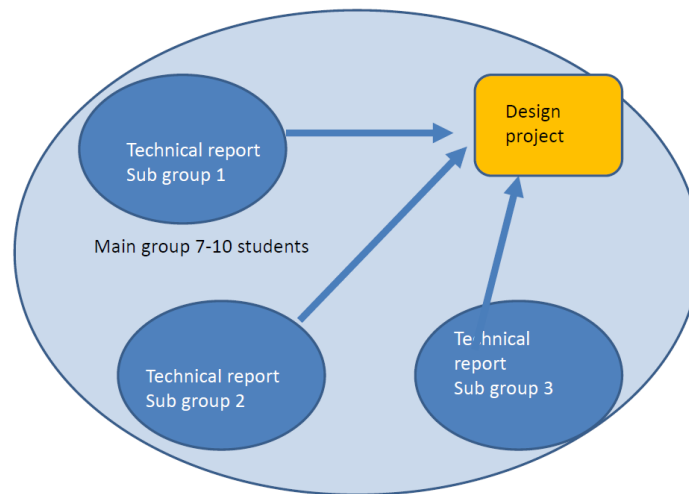 Technical report
Sub group 1
Design
project
Main group 7-10 students
Technical report
Sub group 2
Technical
report
Sub group 3